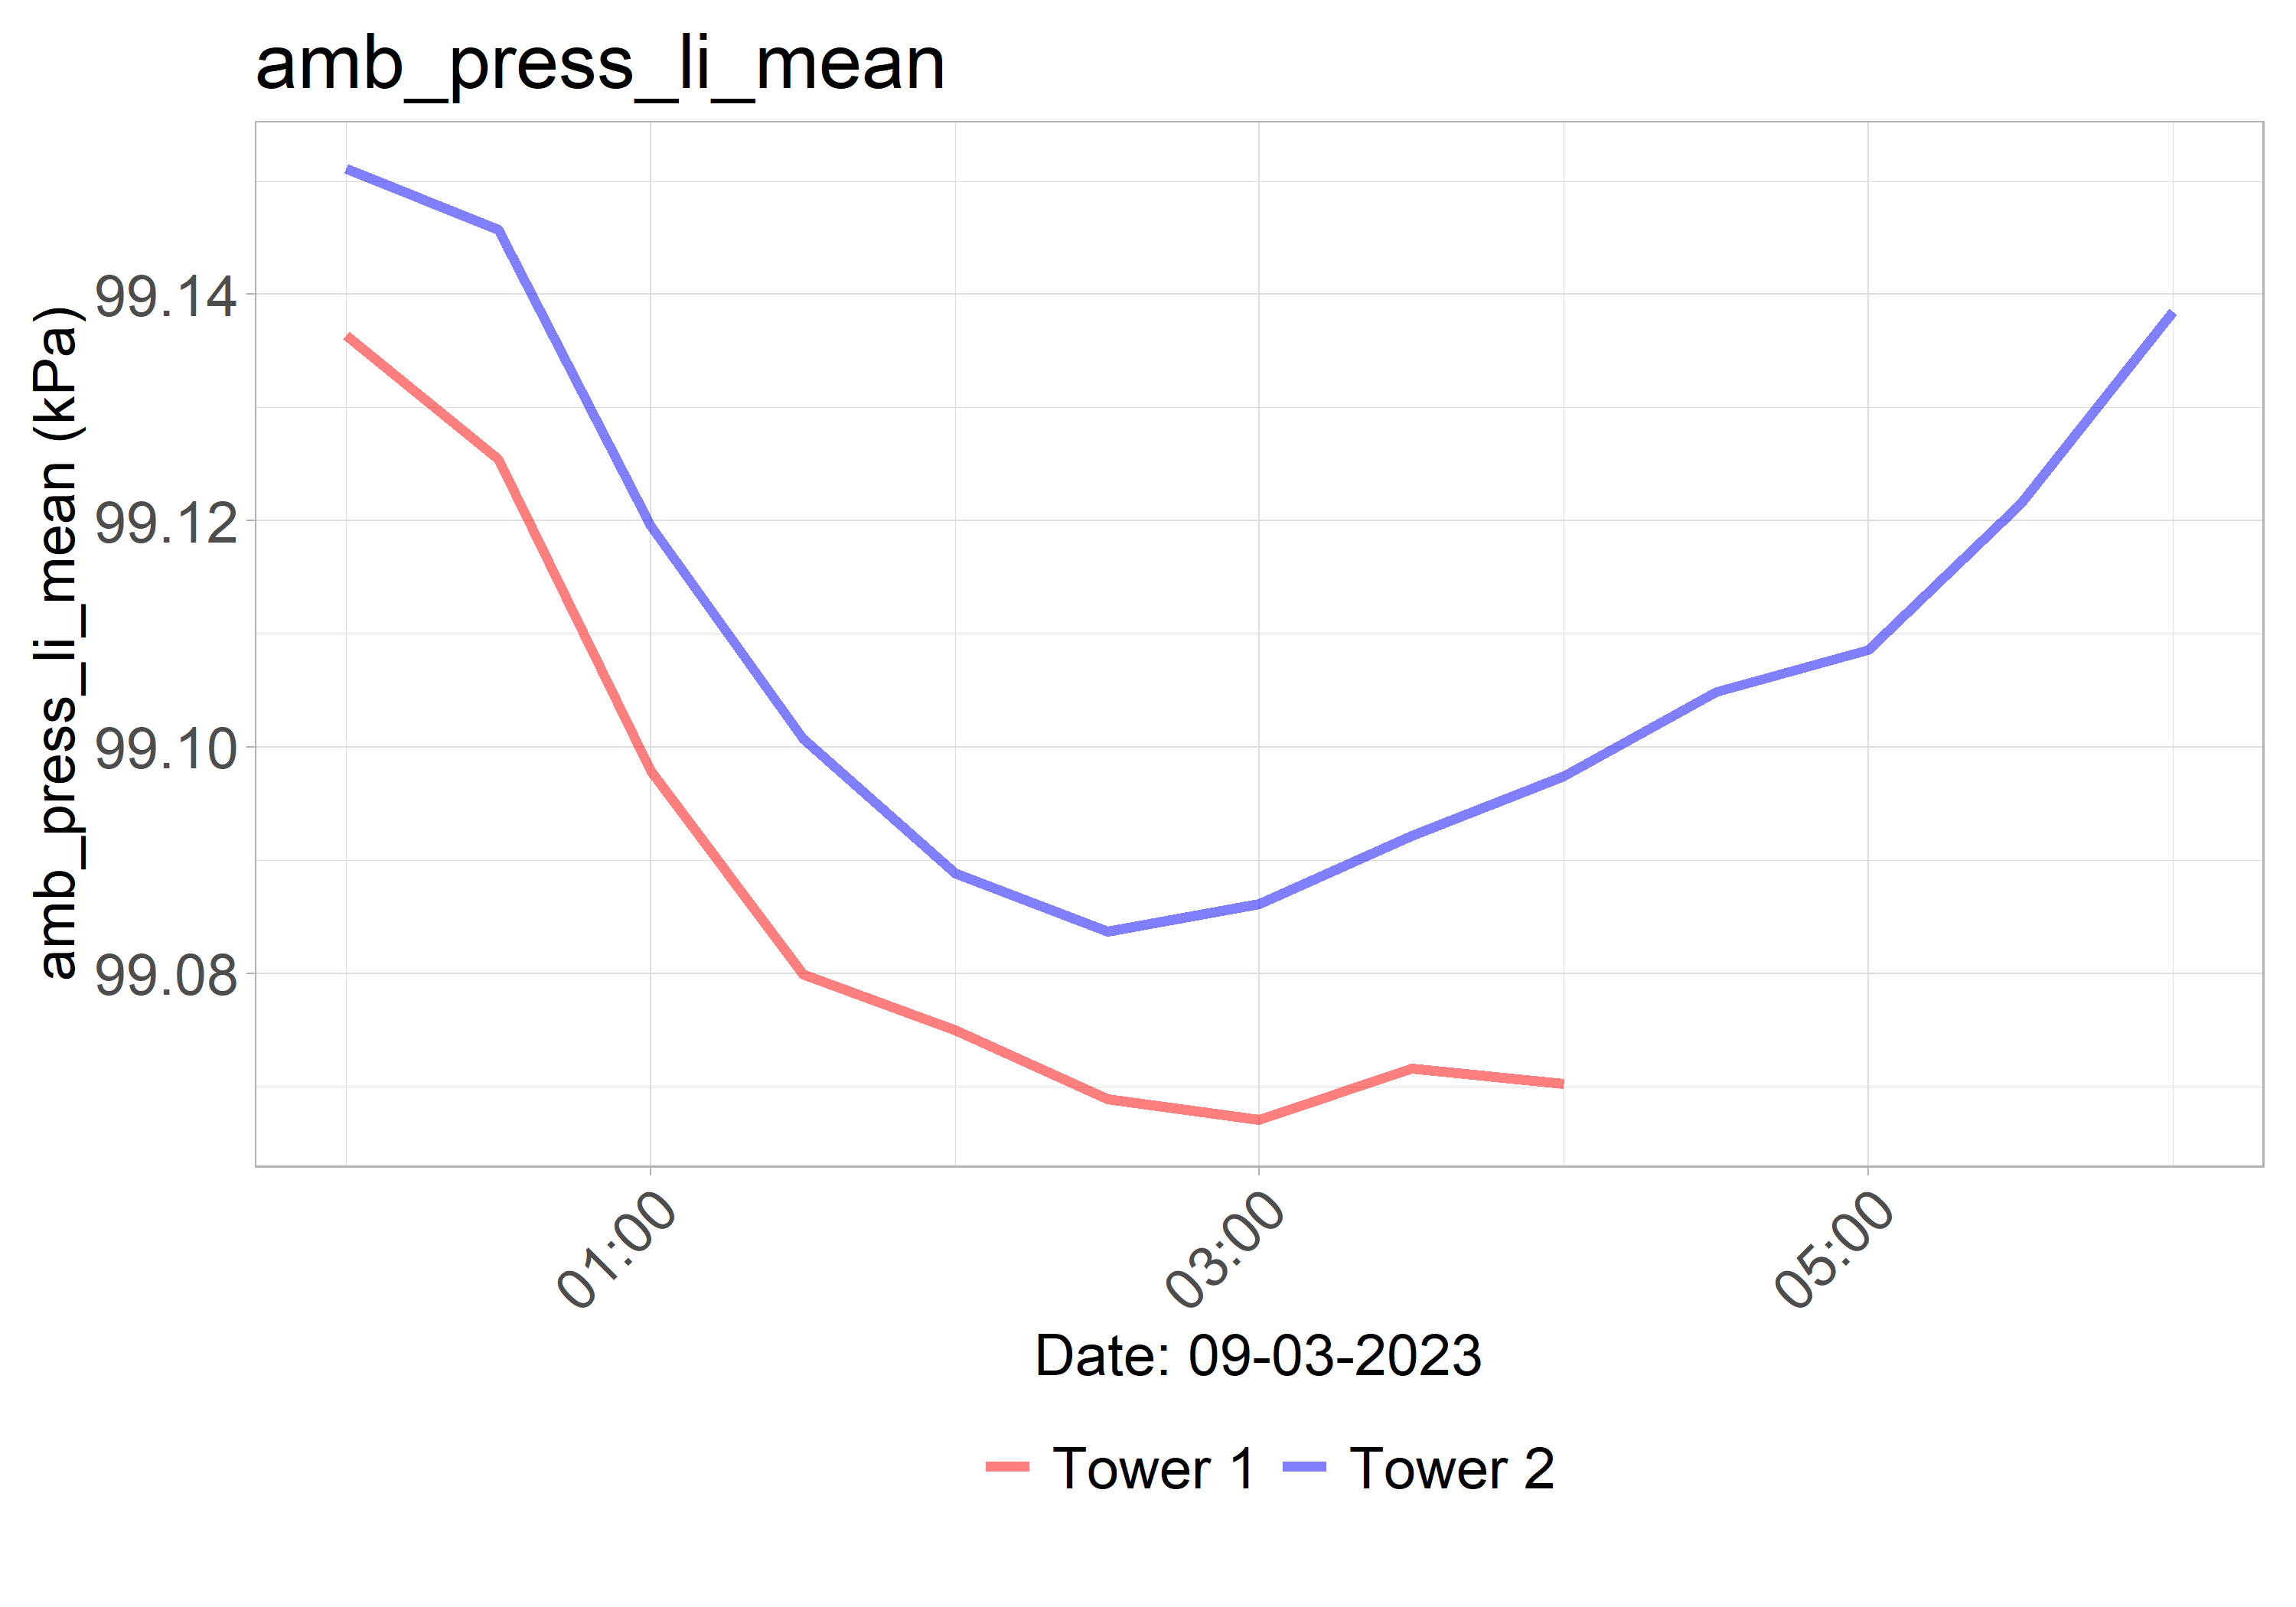 amb_press_li_mean
amb_press_li_mean (kPa)
99.14
99.12
99.10
99.08
01:00
03:00
05:00
Date: 09-03-2023
Tower 1
Tower 2